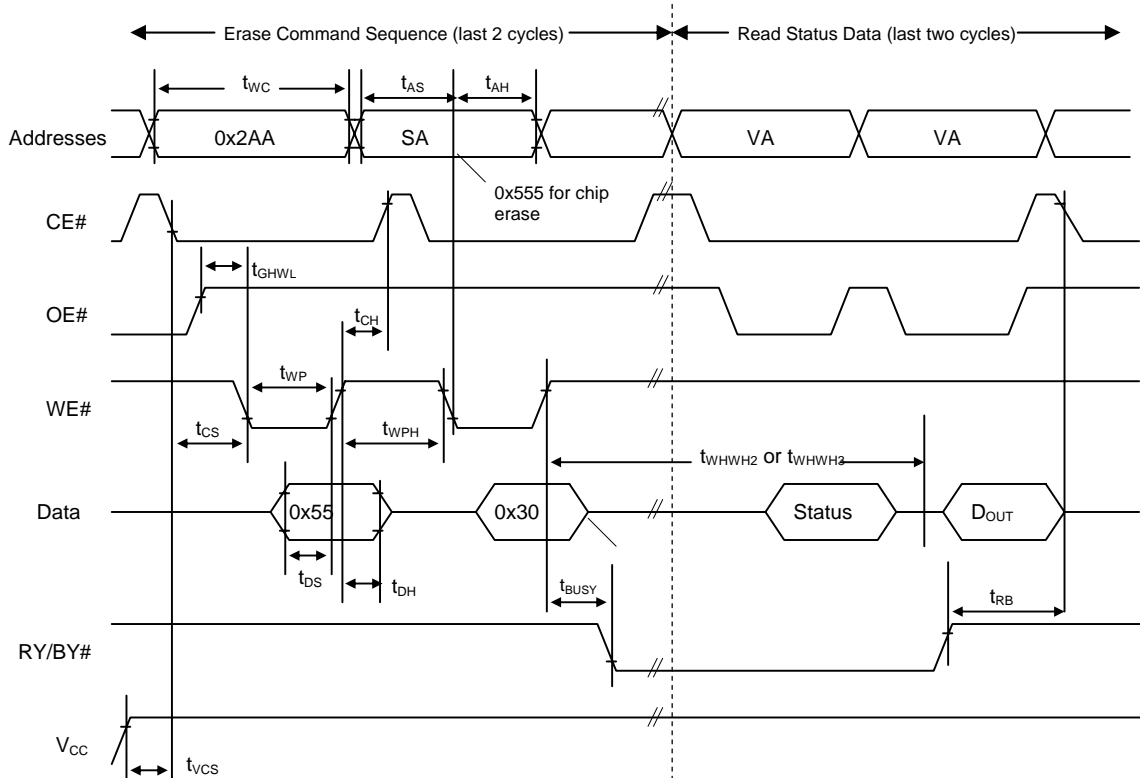 Erase Command Sequence (last 2 cycles)
Read Status Data (last two cycles)
tWC
tAS
tAH
Addresses
0x2AA
SA
VA
VA
0x555 for chip
erase
CE#
tGHWL
OE#
tCH
tWP
WE#
tCS
tWPH
tWHWH2 or tWHWH3
Data
0x55
0x30
Status
DOUT
tDS
tDH
tBUSY
tRB
RY/BY#
VCC
tVCS